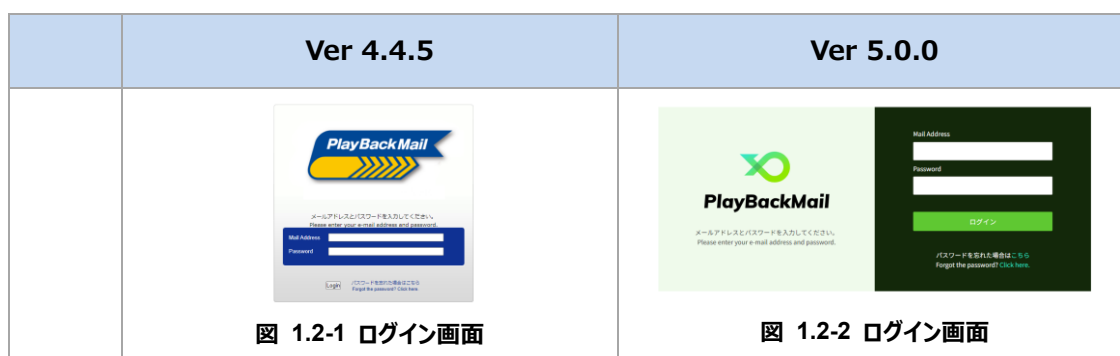 Ver 4.4.5
Ver 5.0.0
PlayBackMail
メールアドレスとパスワードを入力してください。
Please enter your e-mail address and password.
Mail Address
Password
Login
パスワードを忘れた場合はこちら
Forgot the password? Click here.
図 1.2-1 ログイン画面
PlayBackMail
メールアドレスとパスワードを入力してください。
Please enter your e-mail address and password.
Mail Address
Password
ログイン
パスワードを忘れた場合はこちら
Forgot the password? Click here.
図 1.2-2 ログイン画面